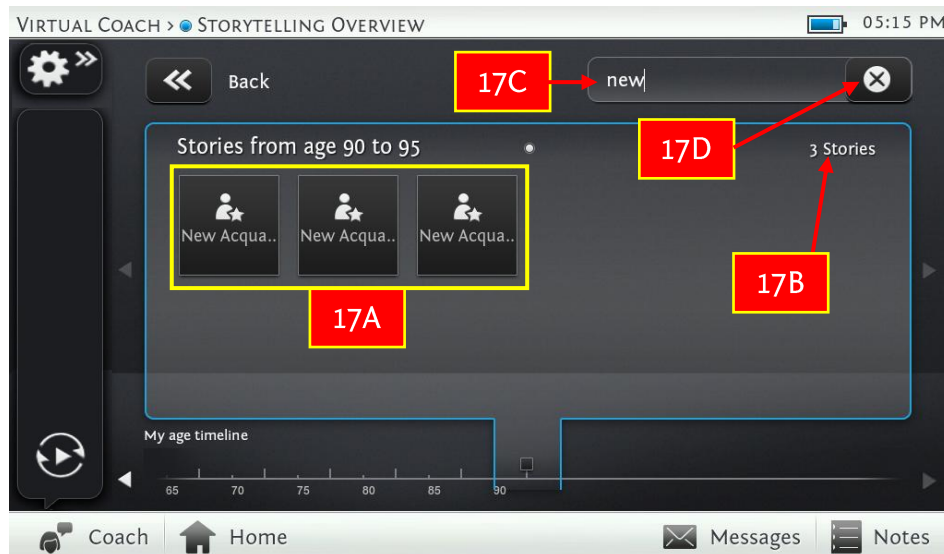 VIRTUAL COACH > STORYTELLING OVERVIEW 05:15 PM
Back 17C new
Stories from age 90 to 95 17D 3 Stories
New Acqua.. New Acqua.. New Acqua..
17B
17A
My age timeline
65 70 75 80 85 90
Coach Home Messages Notes